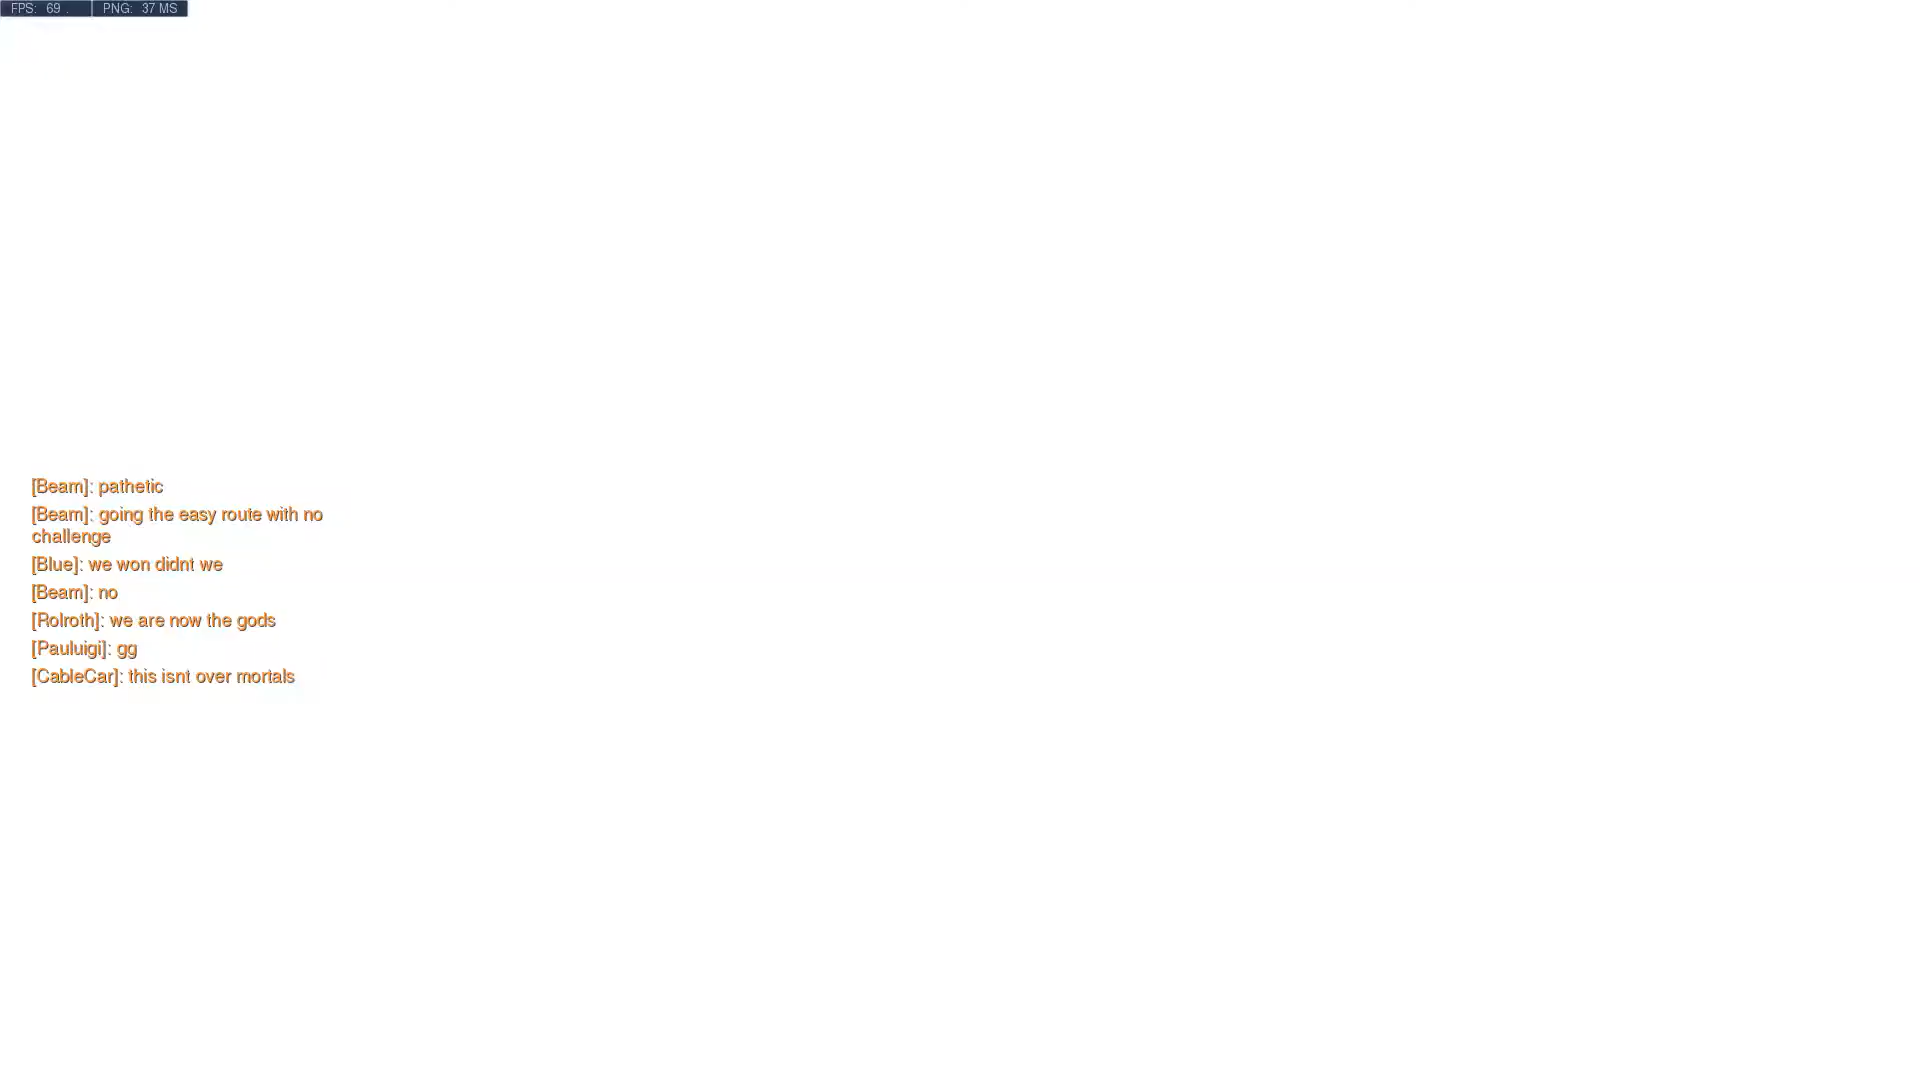 FPS: 69 . PNG: 37 MS
[Beam]: pathetic
[Beam]: going the easy route with no
challenge
[Blue]: we won didnt we
[Beam]: no
[Rolroth]: we are now the gods
[Pauluigi]: gg
[CableCar]: this isnt over mortals